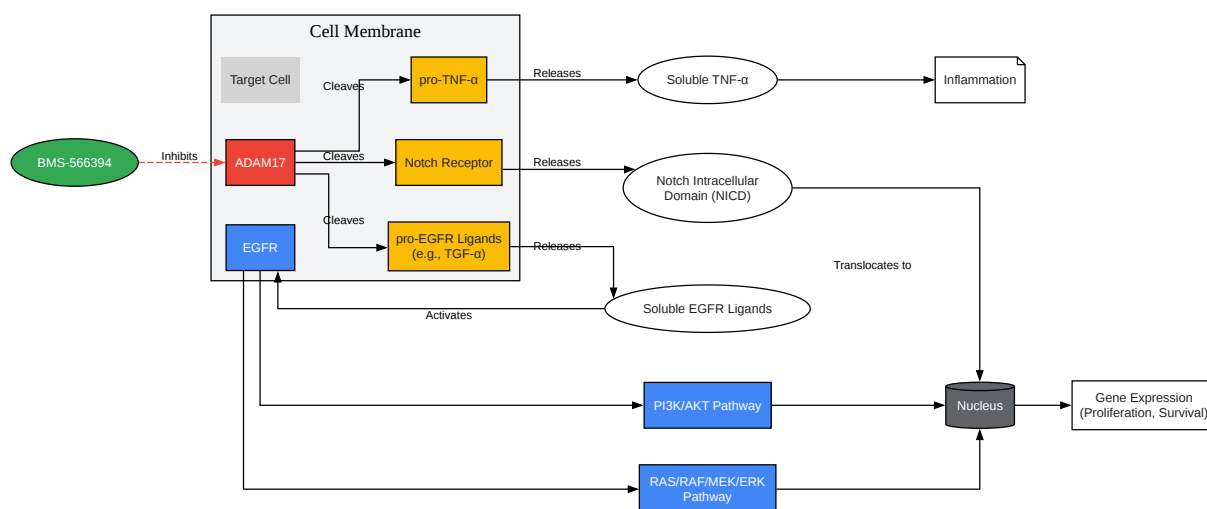 Cell Membrane
Target Cell
Cleaves
pro-TNF-α
Releases
Soluble TNF-α
Inflammation
BMS-566394
Inhibits
ADAM17
Cleaves
Notch Receptor
Releases
Notch Intracellular
Domain (NICD)
Cleaves
EGFR
pro-EGFR Ligands
(e.g., TGF-α)
Releases
Translocates to
Activates
Soluble EGFR Ligands
PI3K/AKT Pathway
Nucleus
Gene Expression
(Proliferation, Survival)
RAS/RAF/MEK/ERK
Pathway